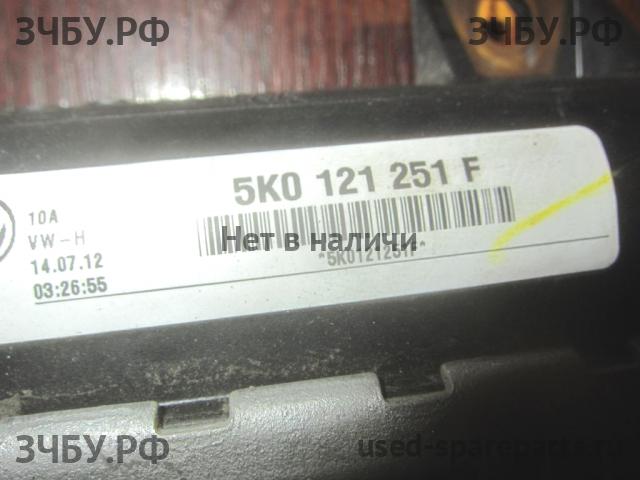 ЗЧБУ.РФ
ЗЧБУ.РФ
5K0 121 251 F
10A
VW-H
14.07.12
03:26:55
Нет в наличии
*5K0121251F*
ЗЧБУ.РФ
used-spareparts.ru